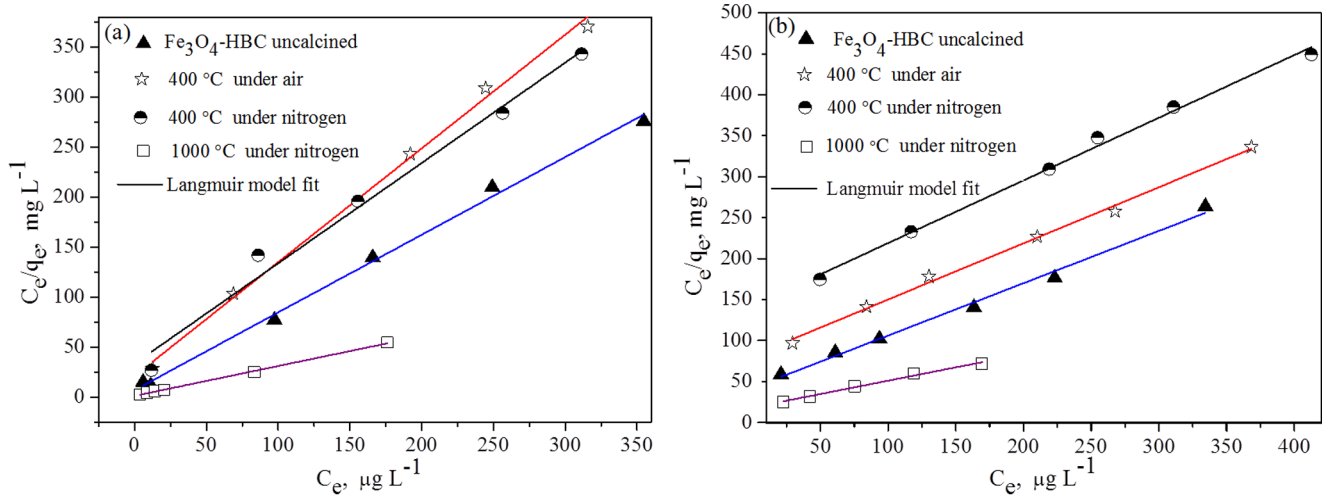 (a)
Fe3O4-HBC uncalcined
400 °C under air
400 °C under nitrogen
1000 °C under nitrogen
Langmuir model fit
Ce/qe, mg L-1
350
300
250
200
150
100
50
0
0
50
100
150
200
250
300
350
Ce, µg L-1
(b)
Fe3O4-HBC uncalcined
400 °C under air
400 °C under nitrogen
1000 °C under nitrogen
Langmuir model fit
Ce/qe, mg L-1
500
450
400
350
300
250
200
150
100
50
0
50
100
150
200
250
300
350
400
Ce, µg L-1